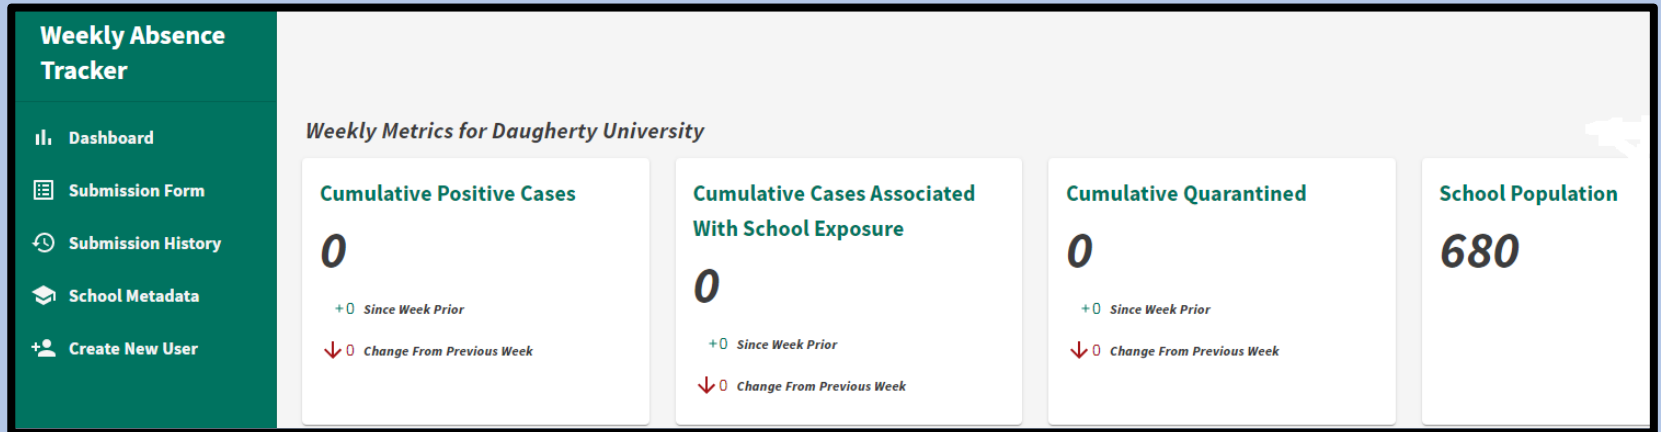 Weekly Absence
Tracker
Dashboard
Submission Form
Submission History
School Metadata
Create New User
Weekly Metrics for Daugherty University
Cumulative Positive Cases
0
+0 Since Week Prior
0 Change From Previous Week
Cumulative Cases Associated
With School Exposure
0
+0 Since Week Prior
0 Change From Previous Week
Cumulative Quarantined
0
+0 Since Week Prior
0 Change From Previous Week
School Population
680